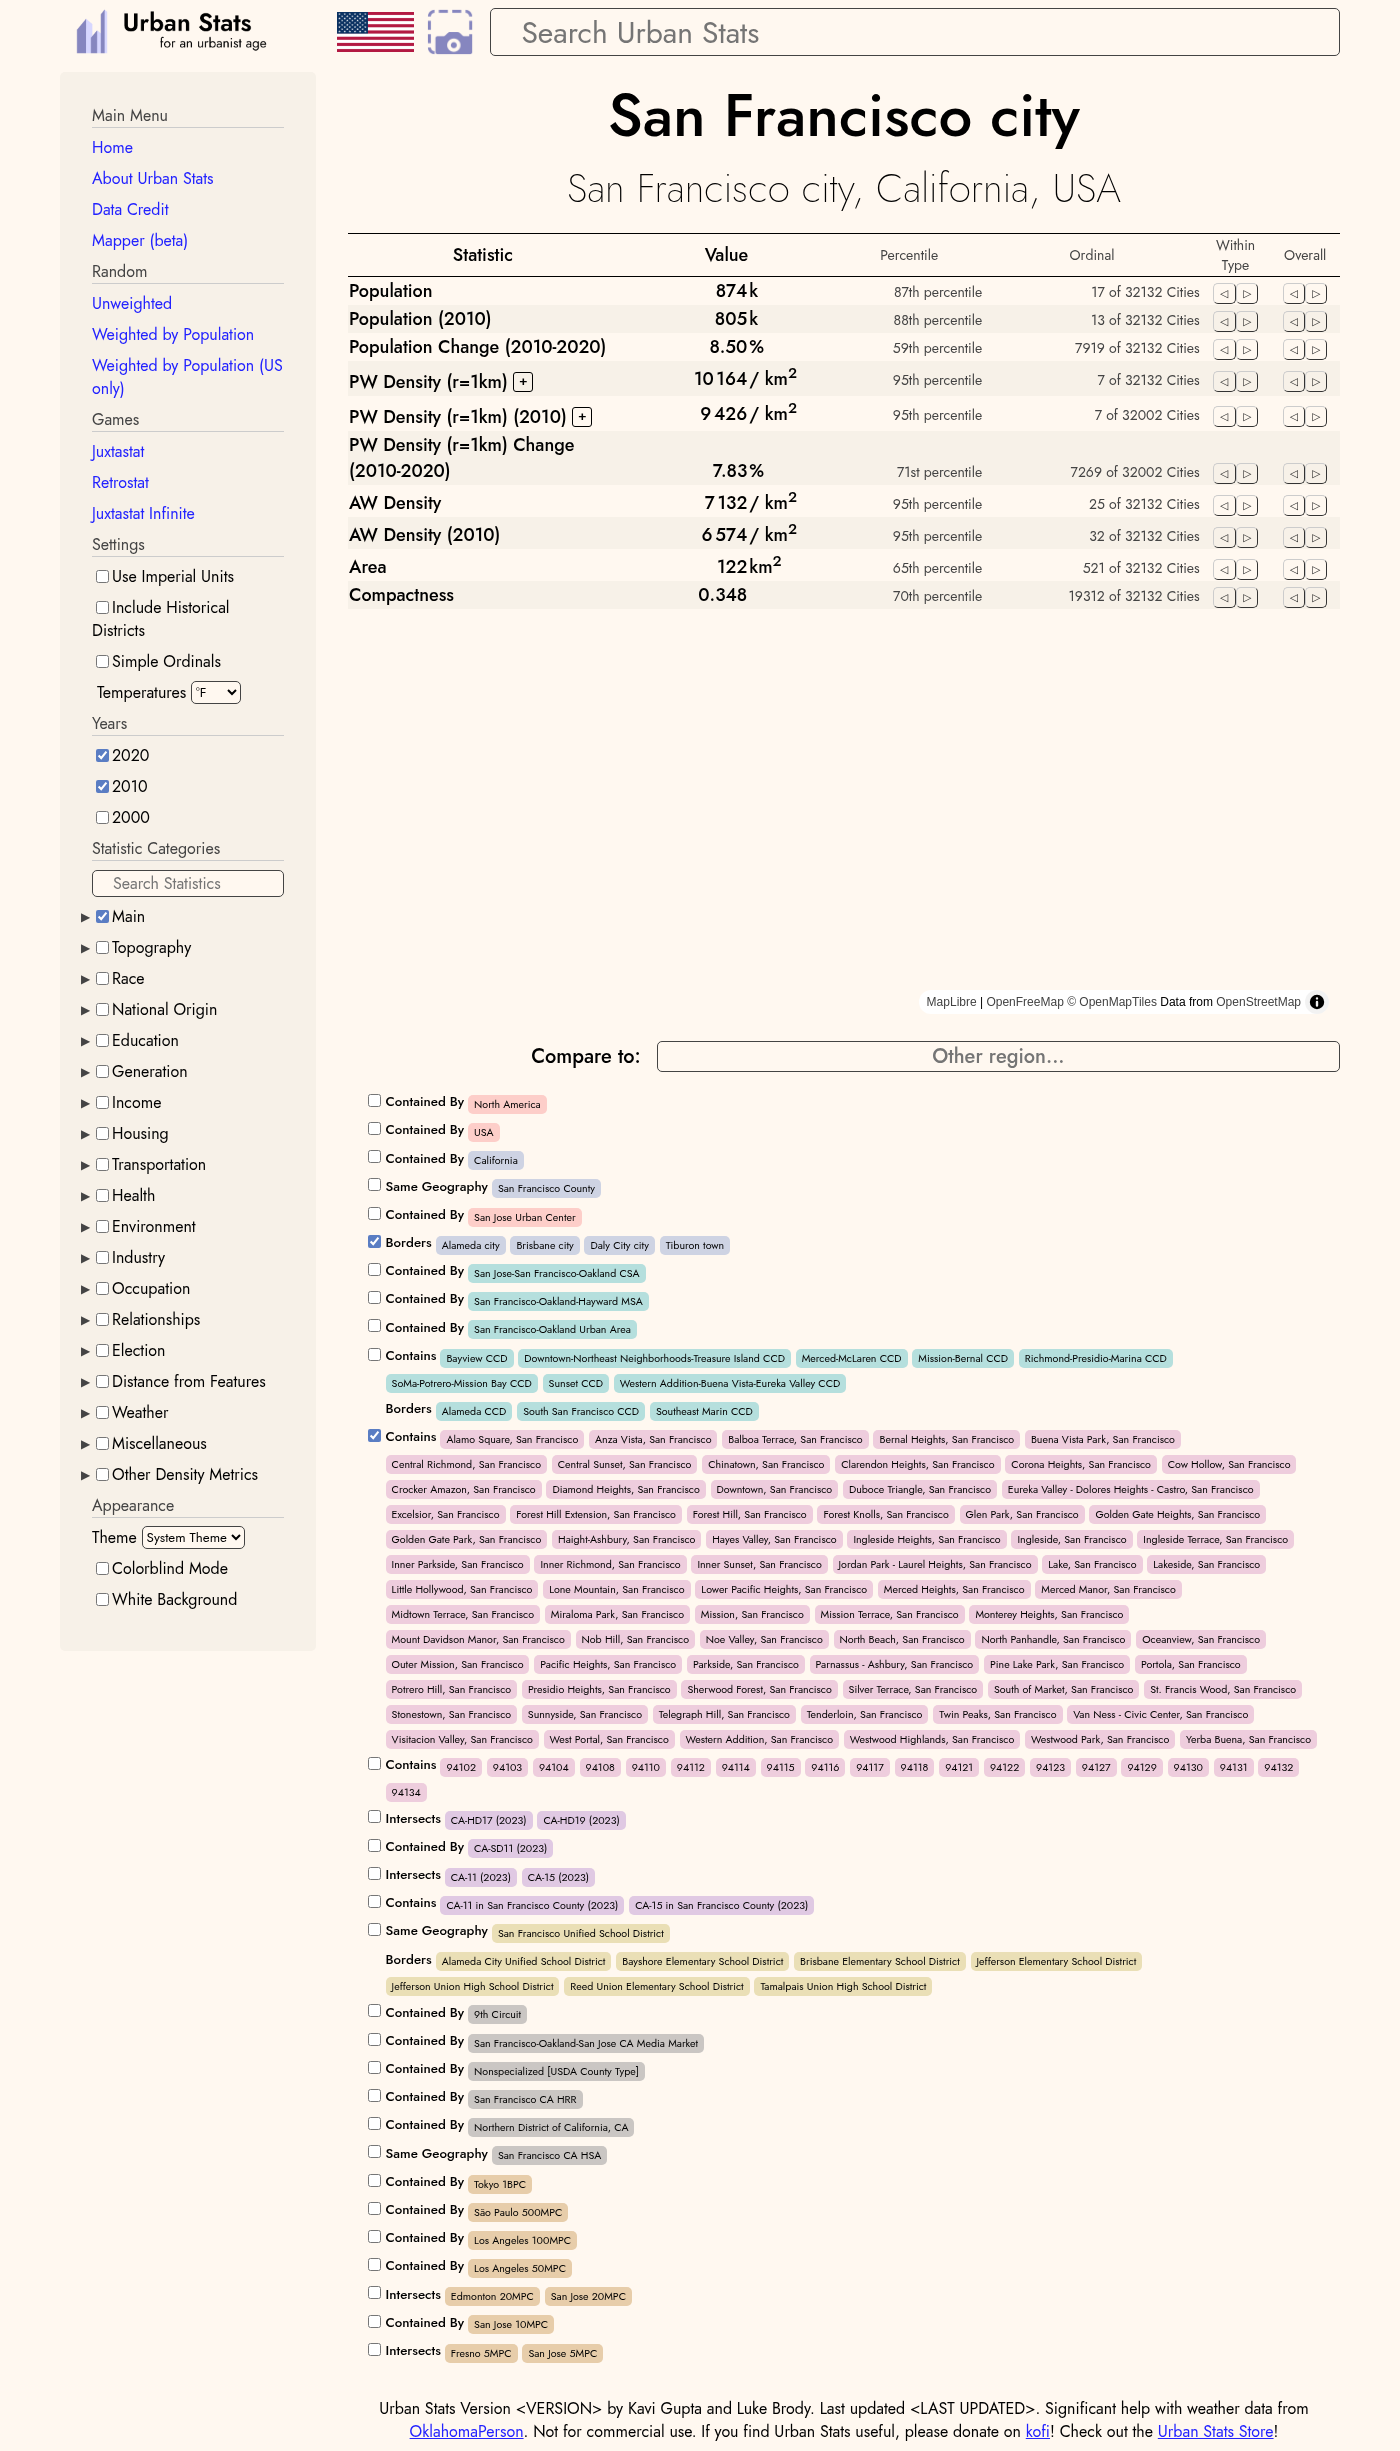 Urban Stats
for an urbanist age
Search Urban Stats
Main Menu
Home
About Urban Stats
Data Credit
Mapper (beta)
Random
Unweighted
Weighted by Population
Weighted by Population (US
only)
Games
Juxtastat
Retrostat
Juxtastat Infinite
Settings
Use Imperial Units
Include Historical
Districts
Simple Ordinals
Temperatures °F
Years
2020
2010
2000
Statistic Categories
Search Statistics
Main
Topography
Race
National Origin
Education
Generation
Income
Housing
Transportation
Health
Environment
Industry
Occupation
Relationships
Election
Distance from Features
Weather
Miscellaneous
Other Density Metrics
Appearance
Theme System Theme
Colorblind Mode
White Background
San Francisco city
San Francisco city, California, USA
Statistic Value Percentile Ordinal Within Type Overall
Population 874k 87th percentile 17 of 32132 Cities
Population (2010) 805k 88th percentile 13 of 32132 Cities
Population Change (2010-2020) 8.50% 59th percentile 7919 of 32132 Cities
PW Density (r=1km) + 10 164/ km2 95th percentile 7 of 32132 Cities
PW Density (r=1km) (2010) + 9 426/ km2 95th percentile 7 of 32002 Cities
PW Density (r=1km) Change
(2010-2020) 7.83% 71st percentile 7269 of 32002 Cities
AW Density 7 132/ km2 95th percentile 25 of 32132 Cities
AW Density (2010) 6 574/ km2 95th percentile 32 of 32132 Cities
Area 122km2 65th percentile 521 of 32132 Cities
Compactness 0.348 70th percentile 19312 of 32132 Cities
MapLibre | OpenFreeMap © OpenMapTiles Data from OpenStreetMap
Compare to: Other region...
Contained By North America
Contained By USA
Contained By California
Same Geography San Francisco County
Contained By San Jose Urban Center
Borders Alameda city Brisbane city Daly City city Tiburon town
Contained By San Jose-San Francisco-Oakland CSA
Contained By San Francisco-Oakland-Hayward MSA
Contained By San Francisco-Oakland Urban Area
Contains Bayview CCD Downtown-Northeast Neighborhoods-Treasure Island CCD Merced-McLaren CCD Mission-Bernal CCD Richmond-Presidio-Marina CCD
SoMa-Potrero-Mission Bay CCD Sunset CCD Western Addition-Buena Vista-Eureka Valley CCD
Borders Alameda CCD South San Francisco CCD Southeast Marin CCD
Contains Alamo Square, San Francisco Anza Vista, San Francisco Balboa Terrace, San Francisco Bernal Heights, San Francisco Buena Vista Park, San Francisco
Central Richmond, San Francisco Central Sunset, San Francisco Chinatown, San Francisco Clarendon Heights, San Francisco Corona Heights, San Francisco Cow Hollow, San Francisco
Crocker Amazon, San Francisco Diamond Heights, San Francisco Downtown, San Francisco Duboce Triangle, San Francisco Eureka Valley - Dolores Heights - Castro, San Francisco
Excelsior, San Francisco Forest Hill Extension, San Francisco Forest Hill, San Francisco Forest Knolls, San Francisco Glen Park, San Francisco Golden Gate Heights, San Francisco
Golden Gate Park, San Francisco Haight-Ashbury, San Francisco Hayes Valley, San Francisco Ingleside Heights, San Francisco Ingleside, San Francisco Ingleside Terrace, San Francisco
Inner Parkside, San Francisco Inner Richmond, San Francisco Inner Sunset, San Francisco Jordan Park - Laurel Heights, San Francisco Lake, San Francisco Lakeside, San Francisco
Little Hollywood, San Francisco Lone Mountain, San Francisco Lower Pacific Heights, San Francisco Merced Heights, San Francisco Merced Manor, San Francisco
Midtown Terrace, San Francisco Miraloma Park, San Francisco Mission, San Francisco Mission Terrace, San Francisco Monterey Heights, San Francisco
Mount Davidson Manor, San Francisco Nob Hill, San Francisco Noe Valley, San Francisco North Beach, San Francisco North Panhandle, San Francisco Oceanview, San Francisco
Outer Mission, San Francisco Pacific Heights, San Francisco Parkside, San Francisco Parnassus - Ashbury, San Francisco Pine Lake Park, San Francisco Portola, San Francisco
Potrero Hill, San Francisco Presidio Heights, San Francisco Sherwood Forest, San Francisco Silver Terrace, San Francisco South of Market, San Francisco St. Francis Wood, San Francisco
Stonestown, San Francisco Sunnyside, San Francisco Telegraph Hill, San Francisco Tenderloin, San Francisco Twin Peaks, San Francisco Van Ness - Civic Center, San Francisco
Visitacion Valley, San Francisco West Portal, San Francisco Western Addition, San Francisco Westwood Highlands, San Francisco Westwood Park, San Francisco Yerba Buena, San Francisco
Contains 94102 94103 94104 94108 94110 94112 94114 94115 94116 94117 94118 94121 94122 94123 94127 94129 94130 94131 94132
94134
Intersects CA-HD17 (2023) CA-HD19 (2023)
Contained By CA-SD11 (2023)
Intersects CA-11 (2023) CA-15 (2023)
Contains CA-11 in San Francisco County (2023) CA-15 in San Francisco County (2023)
Same Geography San Francisco Unified School District
Borders Alameda City Unified School District Bayshore Elementary School District Brisbane Elementary School District Jefferson Elementary School District
Jefferson Union High School District Reed Union Elementary School District Tamalpais Union High School District
Contained By 9th Circuit
Contained By San Francisco-Oakland-San Jose CA Media Market
Contained By Nonspecialized [USDA County Type]
Contained By San Francisco CA HRR
Contained By Northern District of California, CA
Same Geography San Francisco CA HSA
Contained By Tokyo 1BPC
Contained By São Paulo 500MPC
Contained By Los Angeles 100MPC
Contained By Los Angeles 50MPC
Intersects Edmonton 20MPC San Jose 20MPC
Contained By San Jose 10MPC
Intersects Fresno 5MPC San Jose 5MPC
Urban Stats Version <VERSION> by Kavi Gupta and Luke Brody. Last updated <LAST UPDATED>. Significant help with weather data from
OklahomaPerson. Not for commercial use. If you find Urban Stats useful, please donate on kofi! Check out the Urban Stats Store!